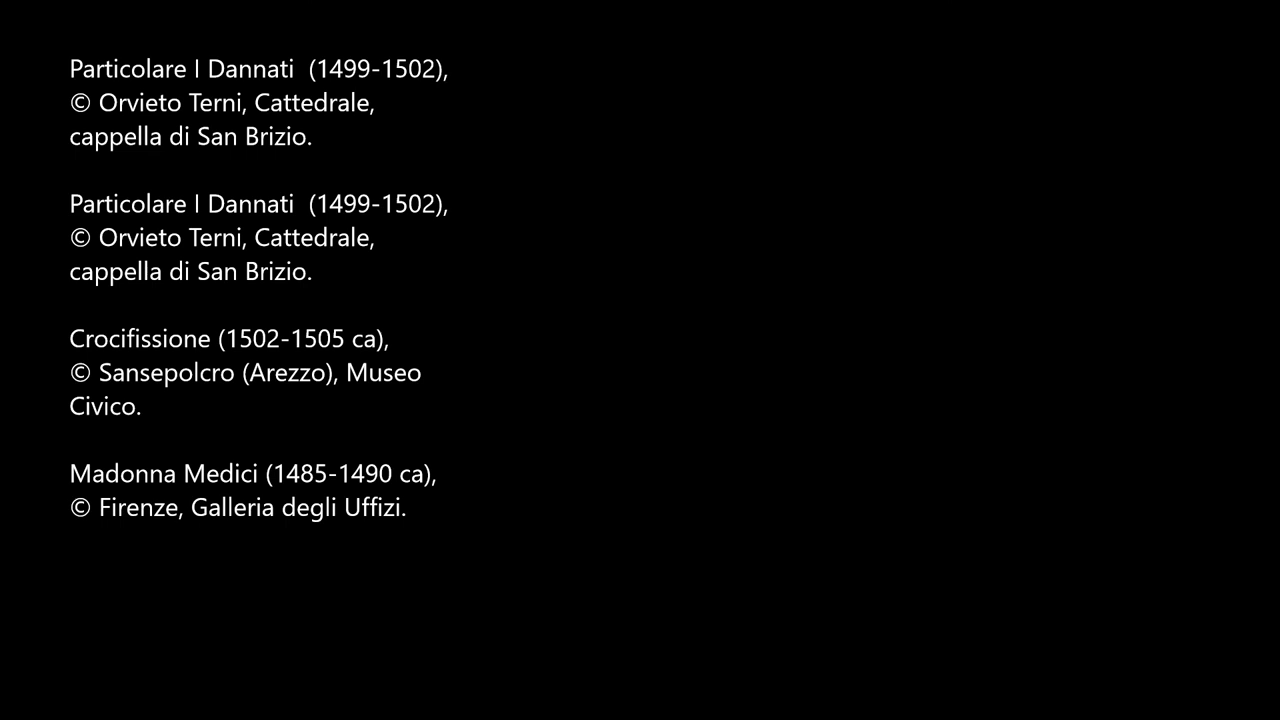 Particolare I Dannati  (1499-1502),
© Orvieto Terni, Cattedrale,
cappella di San Brizio.
Particolare I Dannati  (1499-1502),
© Orvieto Terni, Cattedrale,
cappella di San Brizio.
Crocifissione (1502-1505 ca),
© Sansepolcro (Arezzo), Museo
Civico.
Madonna Medici (1485-1490 ca),
© Firenze, Galleria degli Uffizi.